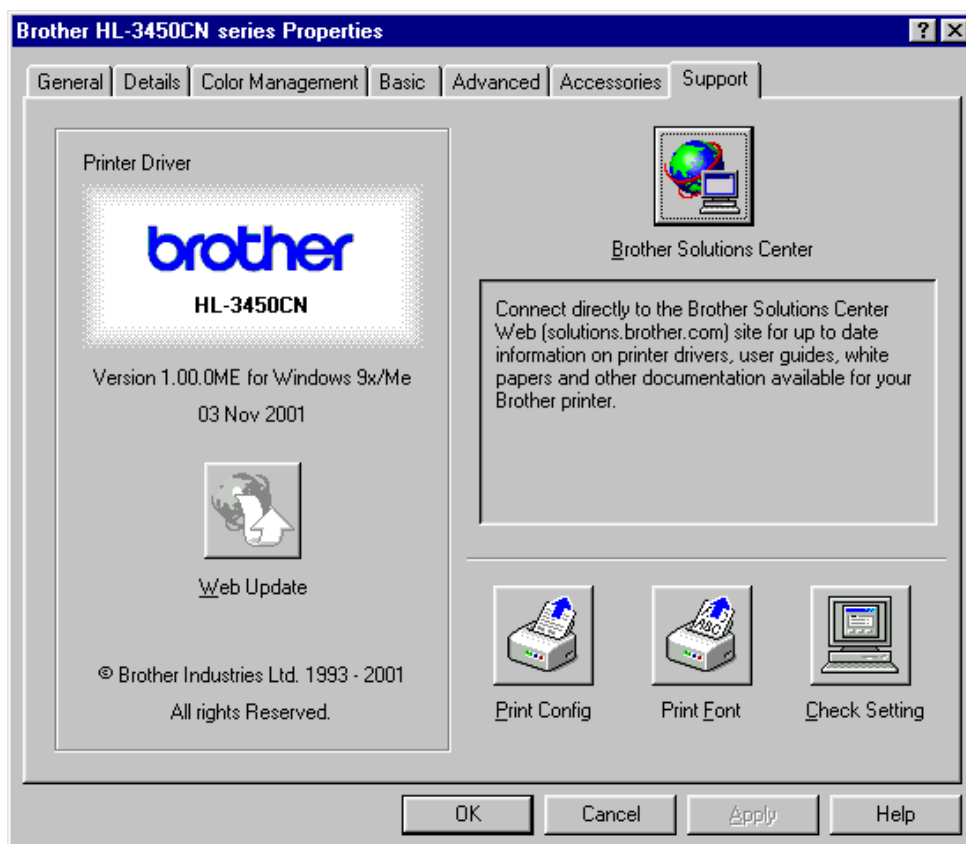 Brother HL-3450CN series Properties
General Details Color Management Basic Advanced Accessories Support
Printer Driver
brother
HL-3450CN
Version 1.00.0ME for Windows 9x/Me
03 Nov 2001
Web Update
© Brother Industries Ltd. 1993 - 2001
All rights Reserved.
Brother Solutions Center
Connect directly to the Brother Solutions Center
Web (solutions.brother.com) site for up to date
information on printer drivers, user guides, white
papers and other documentation available for your
Brother printer.
ABC
Print Config Print Font Check Setting
OK Cancel Apply Help